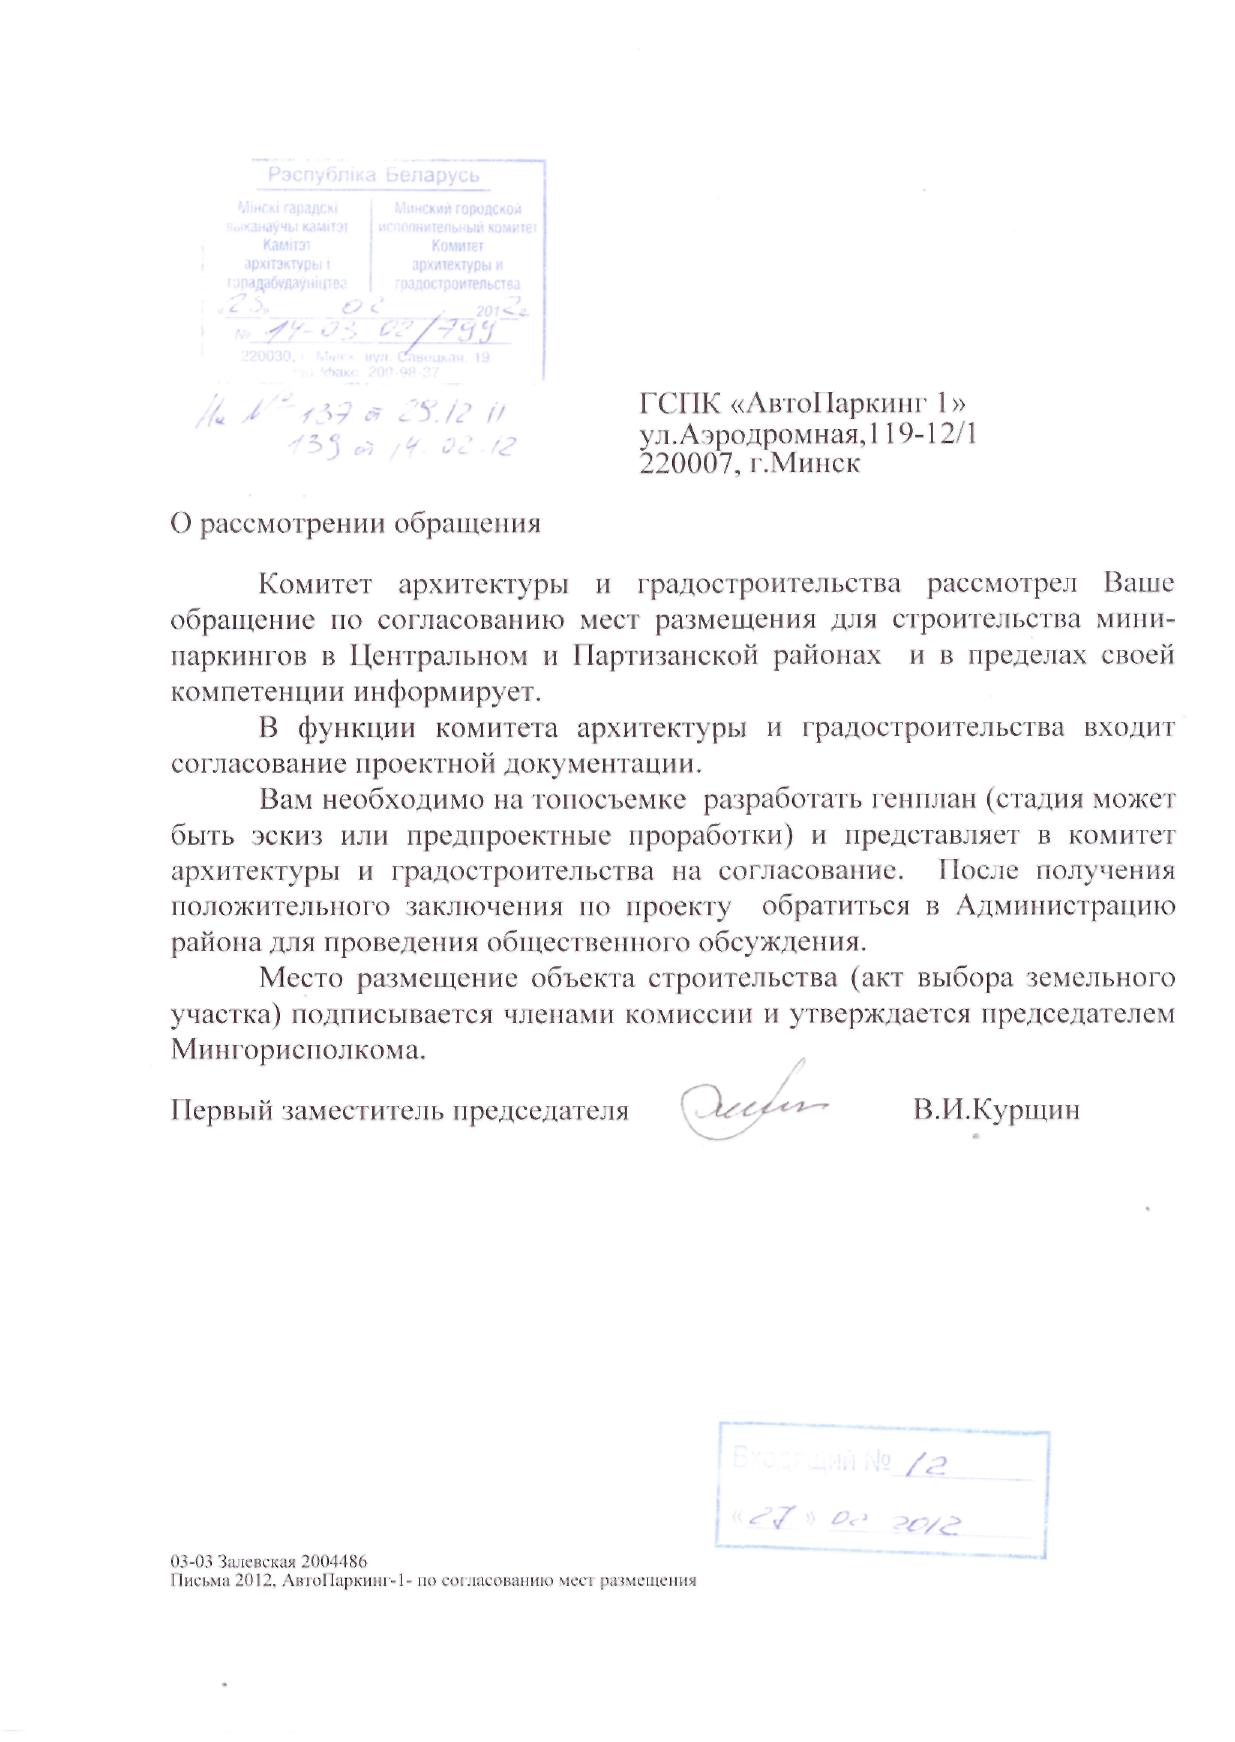 Рэспубліка Беларусь
Мінскі гарадскі
выканаўчы камітэт
Камітэт
архітэктуры і
горадабудаўніцтва
Минский городской
исполнительный комитет
Комитет
архитектуры и
градостроительства
«23» 02 2012г.
№ 14-03 02/799
220030, г. Мінск, вул. Савецкая, 19
факс 200-98-37
На № 137 от 29.12 11
139 от 14. 02.12
ГСПК «АвтоПаркинг 1»
ул.Аэродромная,119-12/1
220007, г.Минск
О рассмотрении обращения
Комитет архитектуры и градостроительства рассмотрел Ваше
обращение по согласованию мест размещения для строительства мини-
паркингов в Центральном и Партизанской районах и в пределах своей
компетенции информирует.
В функции комитета архитектуры и градостроительства входит
согласование проектной документации.
Вам необходимо на топосъемке разработать генплан (стадия может
быть эскиз или предпроектные проработки) и представляет в комитет
архитектуры и градостроительства на согласование. После получения
положительного заключения по проекту обратиться в Администрацию
района для проведения общественного обсуждения.
Место размещение объекта строительства (акт выбора земельного
участка) подписывается членами комиссии и утверждается председателем
Мингорисполкома.
Первый заместитель председателя В.И.Курщин
Входящий № 12
«27» 02 2012
03-03 Залевская 2004486
Письма 2012, АвтоПаркинг-1- по согласованию мест размещения